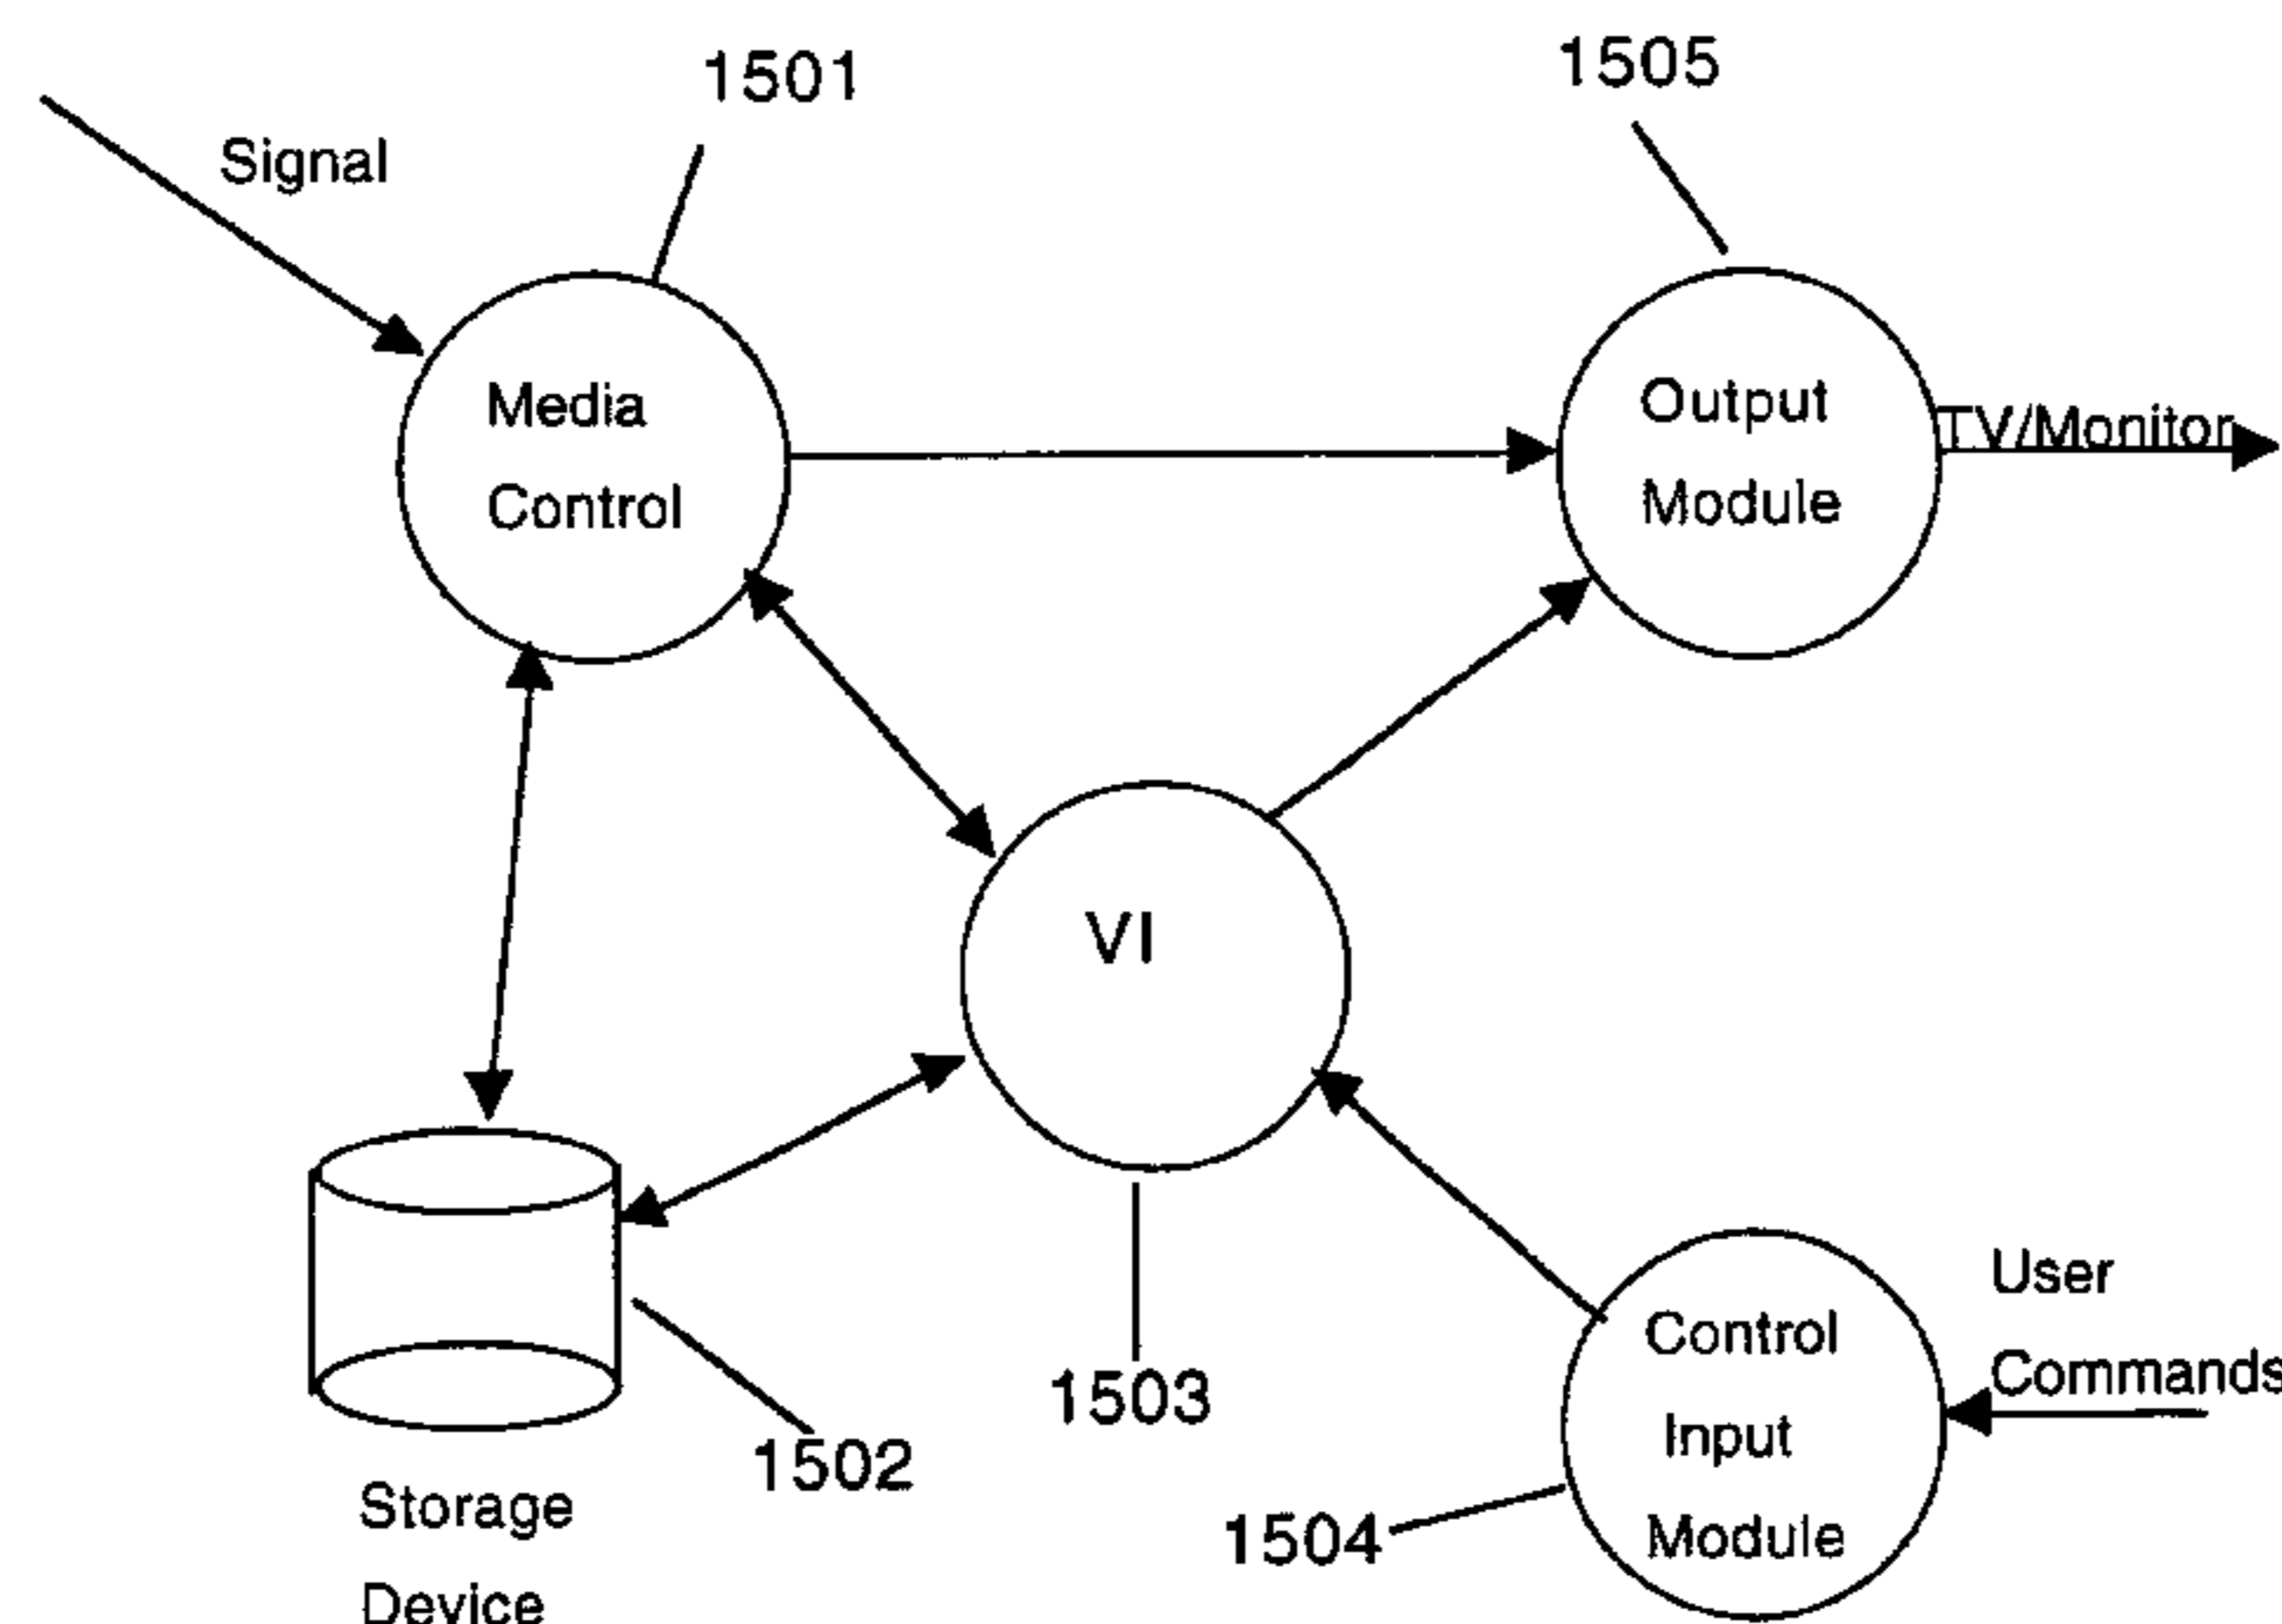 1501
1505
Signal
Media
Control
Output
Module
TV/Monitor
VI
1503
1502
Storage
Device
User
Commands
Control
Input
Module
1504